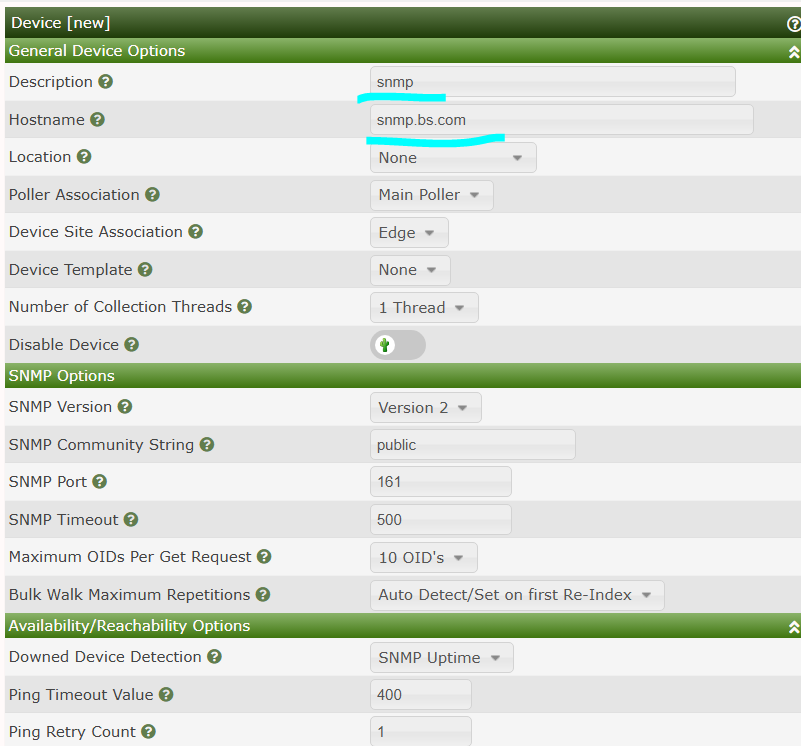 Device [new]
General Device Options
Description snmp
Hostname snmp.bs.com
Location None
Poller Association Main Poller
Device Site Association Edge
Device Template None
Number of Collection Threads 1 Thread
Disable Device
SNMP Options
SNMP Version Version 2
SNMP Community String public
SNMP Port 161
SNMP Timeout 500
Maximum OIDs Per Get Request 10 OID's
Bulk Walk Maximum Repetitions Auto Detect/Set on first Re-Index
Availability/Reachability Options
Downed Device Detection SNMP Uptime
Ping Timeout Value 400
Ping Retry Count 1